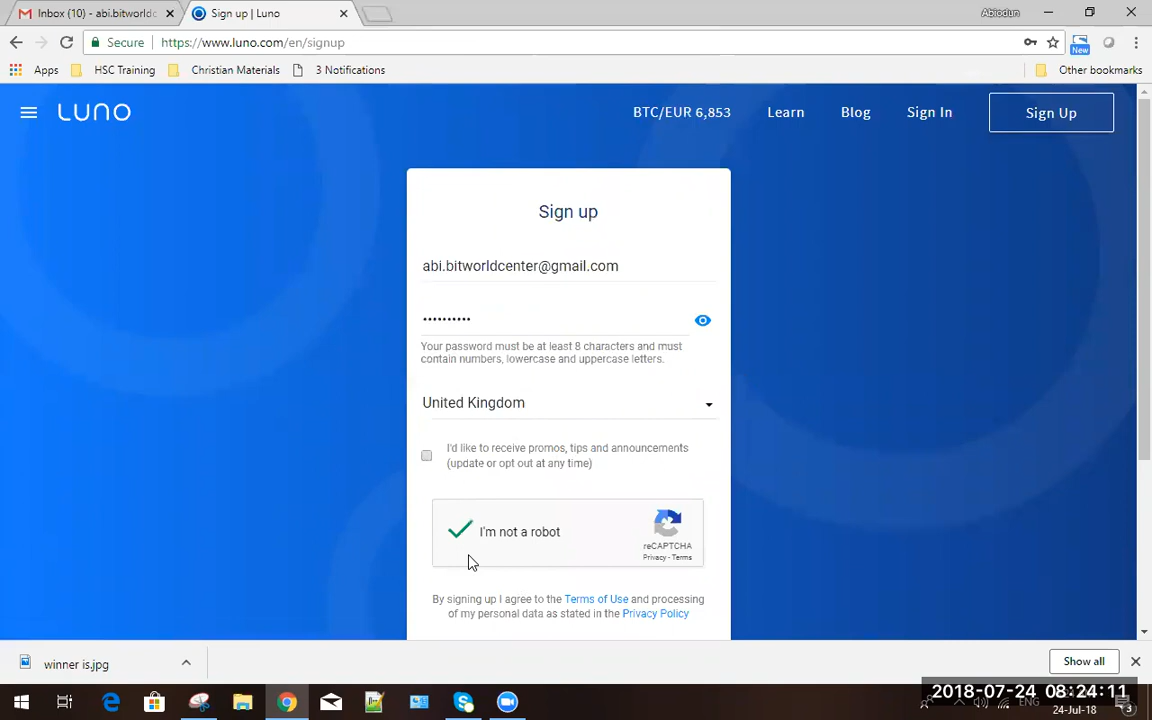 Inbox (10) - abi.bitworldc
Sign up | Luno
Abiodun
Secure
https://www.luno.com/en/signup
New
Apps
HSC Training
Christian Materials
3 Notifications
Other bookmarks
LUNO
BTC/EUR 6,853
Learn
Blog
Sign In
Sign Up
Sign up
abi.bitworldcenter@gmail.com
••••••••••
Your password must be at least 8 characters and must
contain numbers, lowercase and uppercase letters.
United Kingdom
I'd like to receive promos, tips and announcements
(update or opt out at any time)
I'm not a robot
reCAPTCHA
Privacy - Terms
By signing up I agree to the Terms of Use and processing
of my personal data as stated in the Privacy Policy
winner is.jpg
Show all
2018-07-24 08:24:11
ENG
24-Jul-18
3